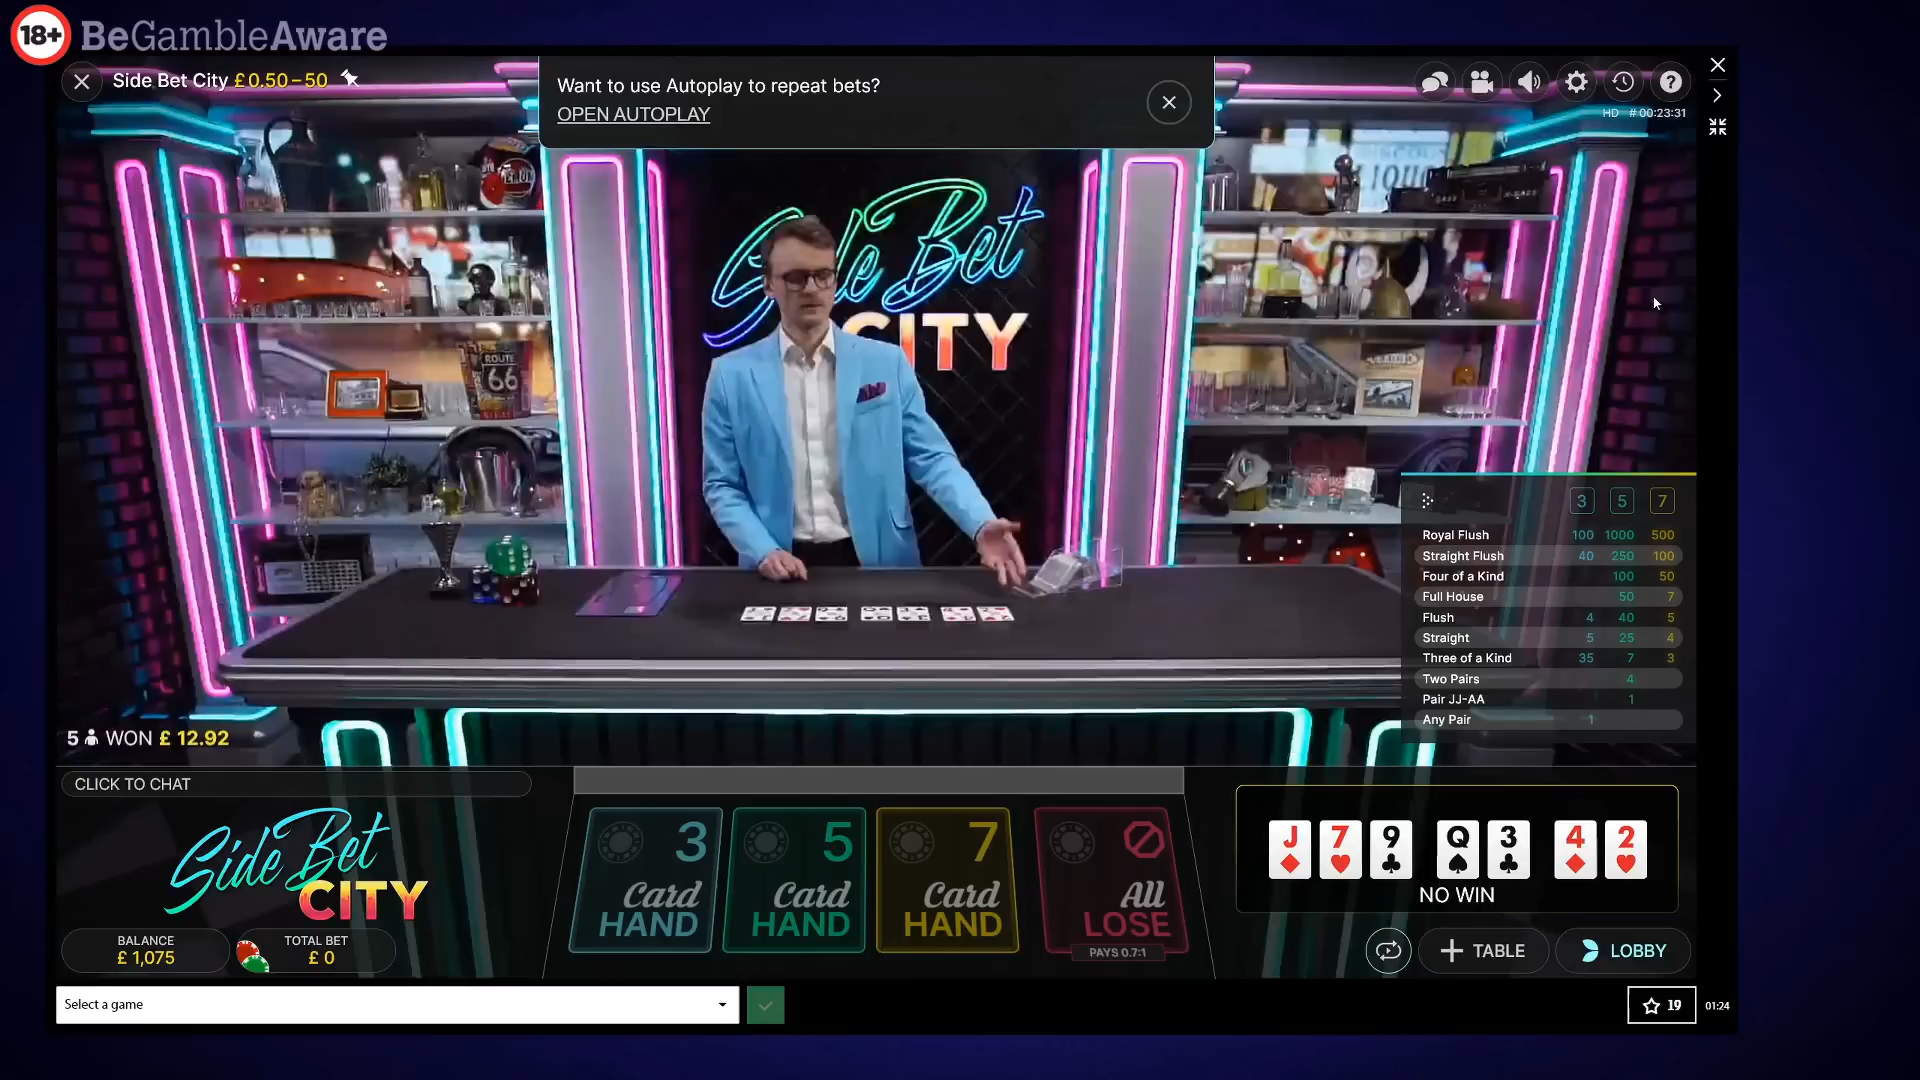 18+ BeGambleAware
Side Bet City £0.50–50
Want to use Autoplay to repeat bets?
OPEN AUTOPLAY
HD # 00:23:31
Side Bet
CITY
ROUTE
66
3 5 7
Royal Flush 100 1000 500
Straight Flush 40 250 100
Four of a Kind 100 50
Full House 50 7
Flush 4 40 5
Straight 5 25 4
Three of a Kind 35 7 3
Two Pairs 4
Pair JJ-AA 1
Any Pair 1
5 WON £ 12.92
CLICK TO CHAT
Side Bet
CITY
BALANCE
£ 1,075
TOTAL BET
£ 0
3
Card
HAND
5
Card
HAND
7
Card
HAND
All
LOSE
PAYS 0.7:1
J 7 9 Q 3 4 2
NO WIN
TABLE
LOBBY
Select a game
19
01:24